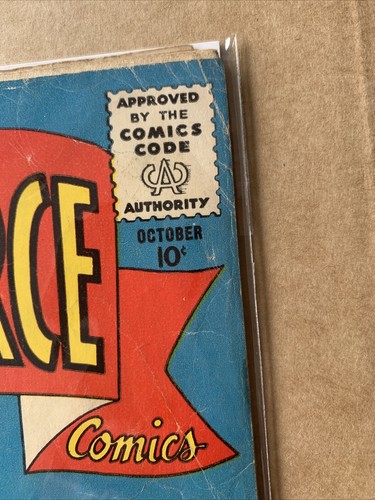 APPROVED
BY THE
COMICS
CODE
CA
AUTHORITY
OCTOBER
10¢
RCE
Comics